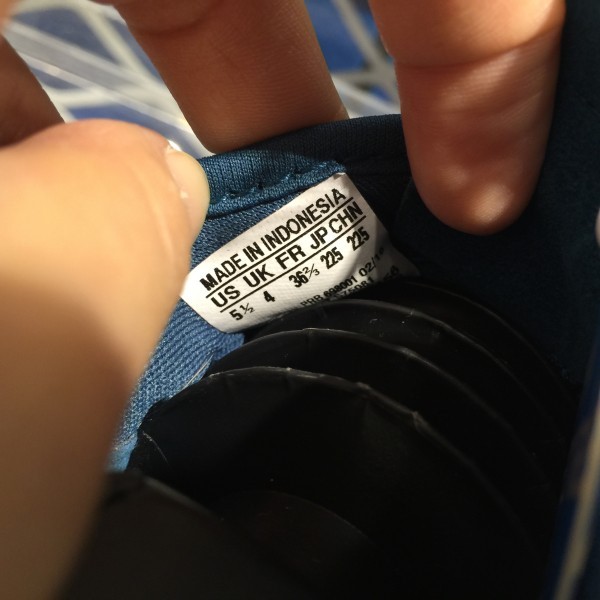 MADE IN INDONESIA
US UK FR JP CHN
5½ 4 36⅔ 225 225